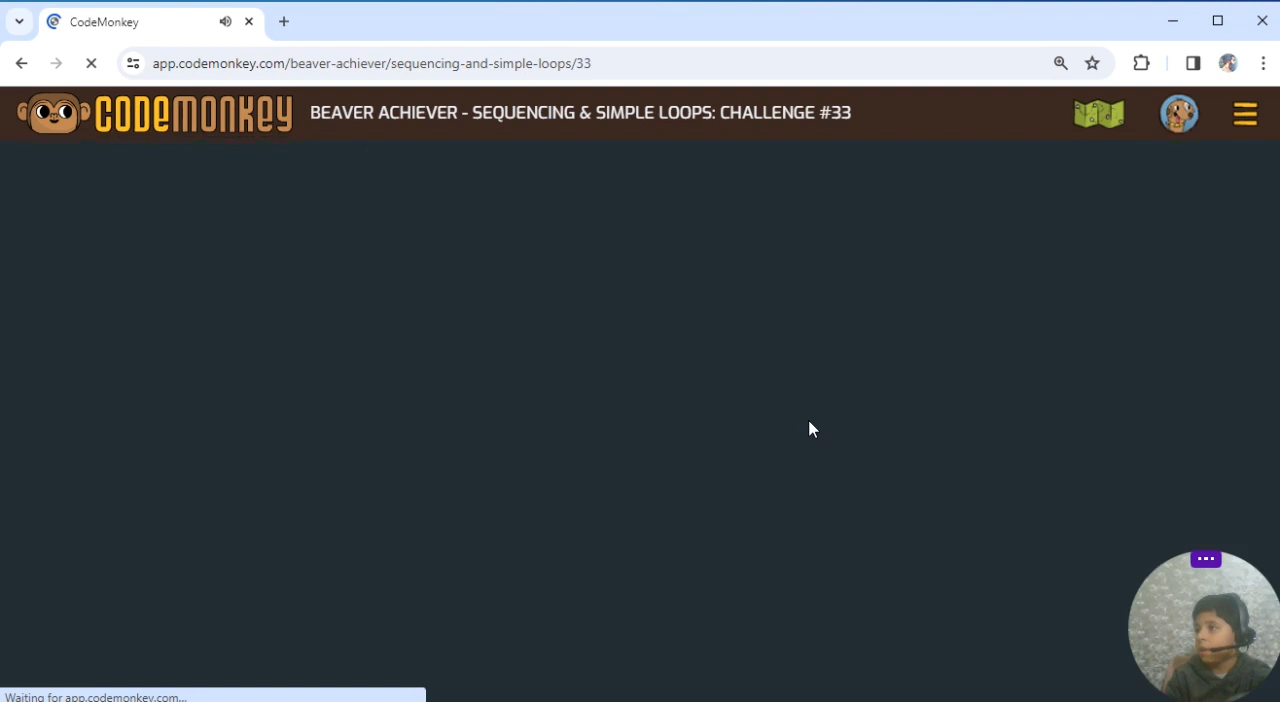 CodeMonkey
app.codemonkey.com/beaver-achiever/sequencing-and-simple-loops/33
CODEMONKEY
BEAVER ACHIEVER - SEQUENCING & SIMPLE LOOPS: CHALLENGE #33
Waiting for app.codemonkey.com...